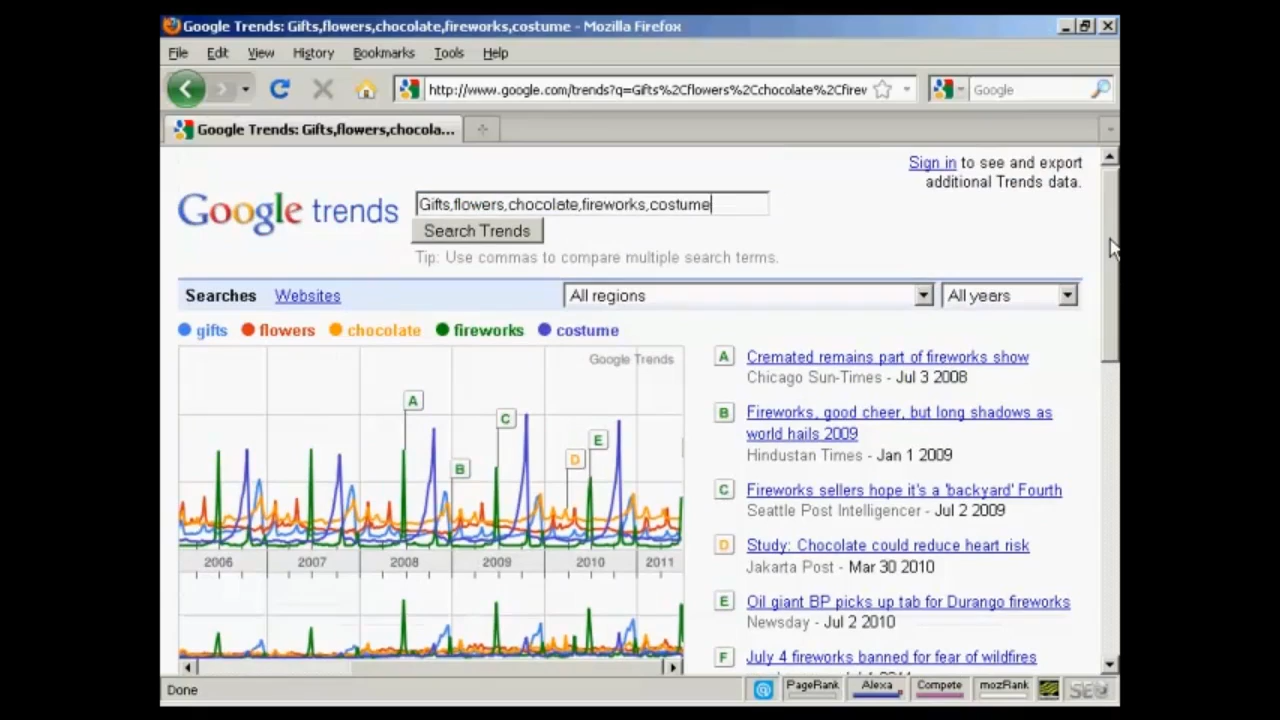 Google Trends: Gifts,flowers,chocolate,fireworks,costume - Mozilla Firefox
File Edit View History Bookmarks Tools Help
http://www.google.com/trends?q=Gifts%2Cflowers%2Cchocolate%2Cfirev
Google
Google Trends: Gifts,flowers,chocola...
Sign in to see and export
additional Trends data.
Google trends
Gifts,flowers,chocolate,fireworks,costume
Search Trends
Tip: Use commas to compare multiple search terms.
Searches Websites All regions All years
gifts flowers chocolate fireworks costume
Google Trends
A
B
C
D
E
2006 2007 2008 2009 2010 2011
A Cremated remains part of fireworks show
Chicago Sun-Times - Jul 3 2008
B Fireworks, good cheer, but long shadows as
world hails 2009
Hindustan Times - Jan 1 2009
C Fireworks sellers hope it's a 'backyard' Fourth
Seattle Post Intelligencer - Jul 2 2009
D Study: Chocolate could reduce heart risk
Jakarta Post - Mar 30 2010
E Oil giant BP picks up tab for Durango fireworks
Newsday - Jul 2 2010
F July 4 fireworks banned for fear of wildfires
Done
PageRank Alexa Compete mozRank